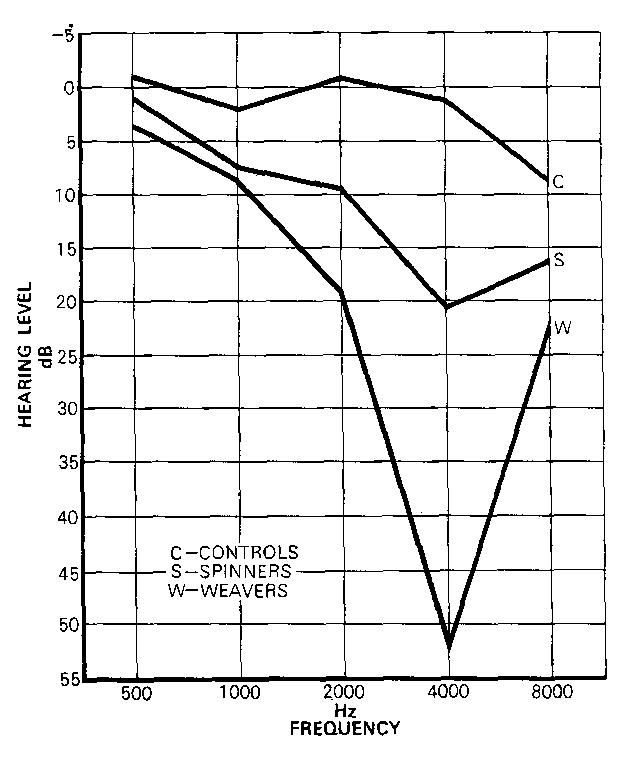 -5
0
5
10
15
20
25
30
35
40
45
50
55
HEARING LEVEL
dB
C
S
W
C-CONTROLS
S-SPINNERS
W-WEAVERS
500 1000 2000 4000 8000
Hz
FREQUENCY